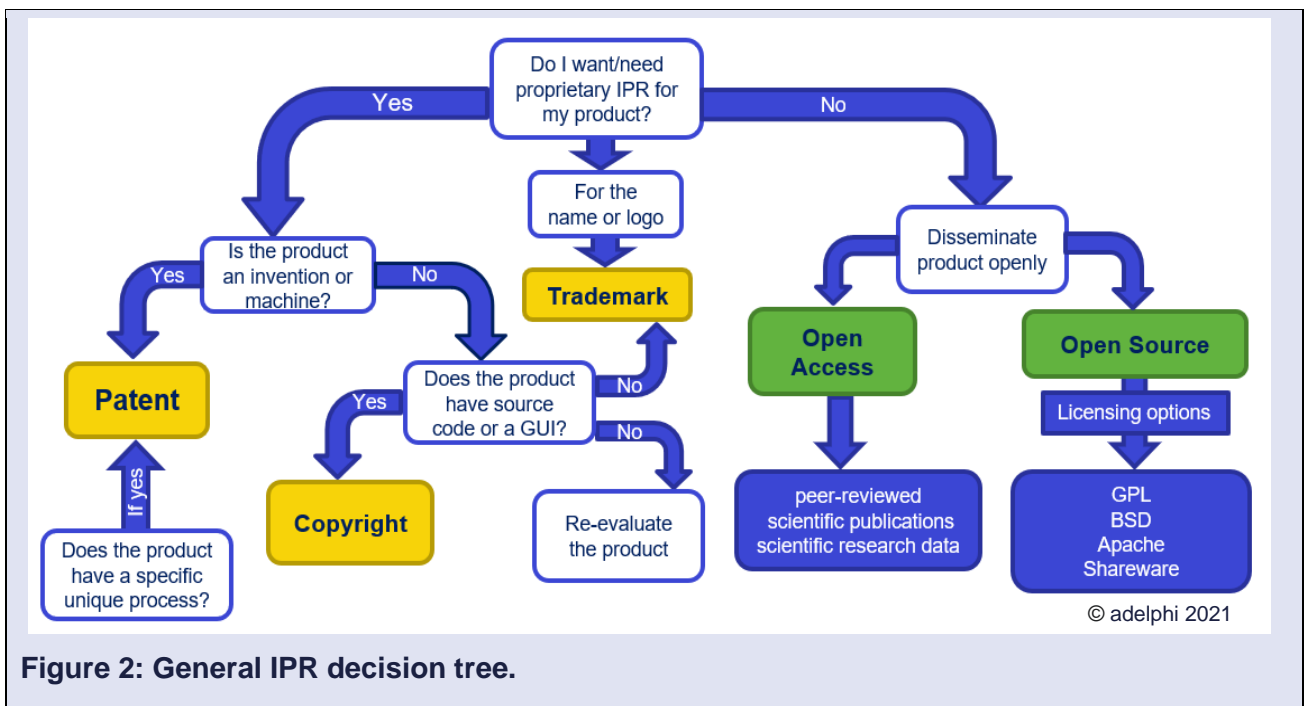 Do I want/need
proprietary IPR for
my product?
Yes
No
For the
name or logo
Is the product
an invention or
machine?
Yes
No
Disseminate
product openly
Trademark
Open
Access
Open Source
Patent
Does the product
have source
code or a GUI?
Yes
No
No
Licensing options
If yes
Copyright
Re-evaluate
the product
peer-reviewed
scientific publications
scientific research data
GPL
BSD
Apache
Shareware
Does the product
have a specific
unique process?
© adelphi 2021
Figure 2: General IPR decision tree.